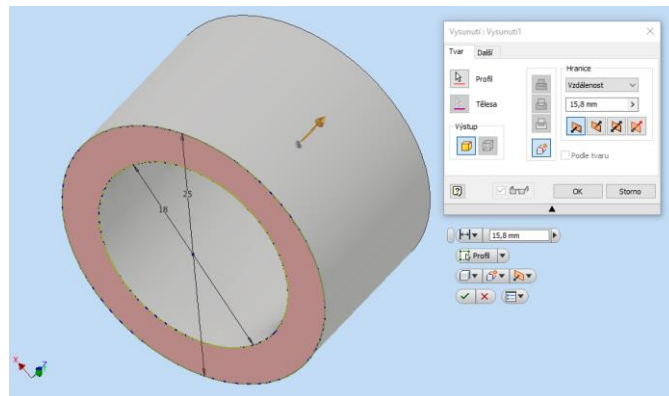 Vysunutí : Vysunutí1
Tvar Další
Profil
Tělesa
Výstup
Hranice
Vzdálenost
15,8 mm
Podle tvaru
OK Storno
15,8 mm
Profil
25
18
X Z